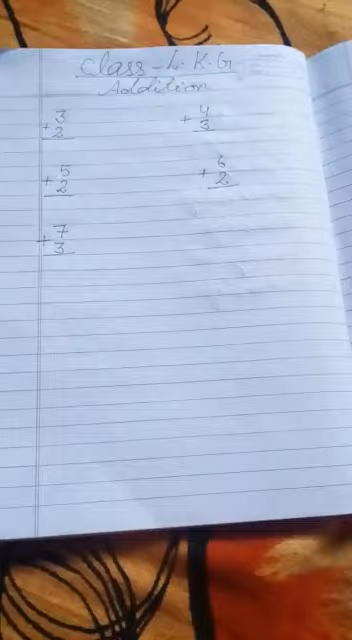 Class - L.K.G
Addition
3 4
+ 2 + 3
5 6
+ 2 + 2
7
+ 3